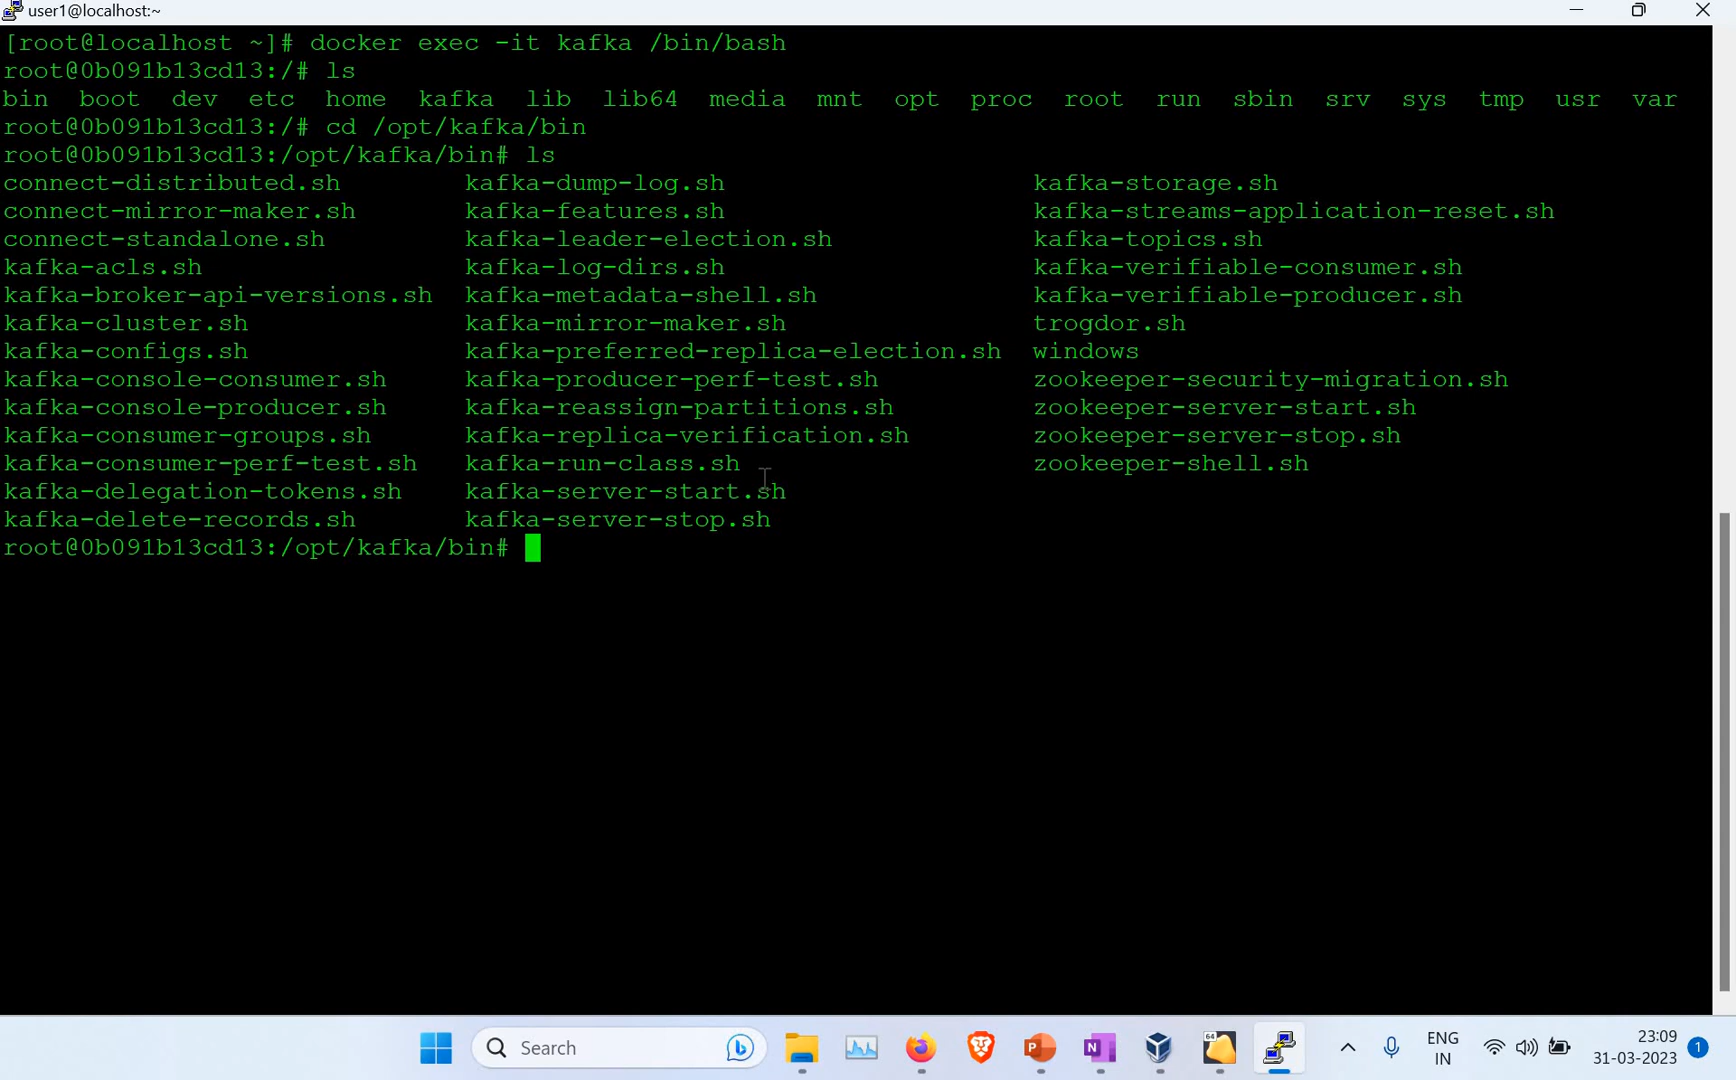 user1@localhost:~
[root@localhost ~]# docker exec -it kafka /bin/bash
root@0b091b13cd13:/# ls
bin boot dev etc home kafka lib lib64 media mnt opt proc root run sbin srv sys tmp usr var
root@0b091b13cd13:/# cd /opt/kafka/bin
root@0b091b13cd13:/opt/kafka/bin# ls
connect-distributed.sh kafka-dump-log.sh kafka-storage.sh
connect-mirror-maker.sh kafka-features.sh kafka-streams-application-reset.sh
connect-standalone.sh kafka-leader-election.sh kafka-topics.sh
kafka-acls.sh kafka-log-dirs.sh kafka-verifiable-consumer.sh
kafka-broker-api-versions.sh kafka-metadata-shell.sh kafka-verifiable-producer.sh
kafka-cluster.sh kafka-mirror-maker.sh trogdor.sh
kafka-configs.sh kafka-preferred-replica-election.sh windows
kafka-console-consumer.sh kafka-producer-perf-test.sh zookeeper-security-migration.sh
kafka-console-producer.sh kafka-reassign-partitions.sh zookeeper-server-start.sh
kafka-consumer-groups.sh kafka-replica-verification.sh zookeeper-server-stop.sh
kafka-consumer-perf-test.sh kafka-run-class.sh zookeeper-shell.sh
kafka-delegation-tokens.sh kafka-server-start.sh
kafka-delete-records.sh kafka-server-stop.sh
root@0b091b13cd13:/opt/kafka/bin#
Search
P
N
64
ENG
IN
23:09
31-03-2023
1